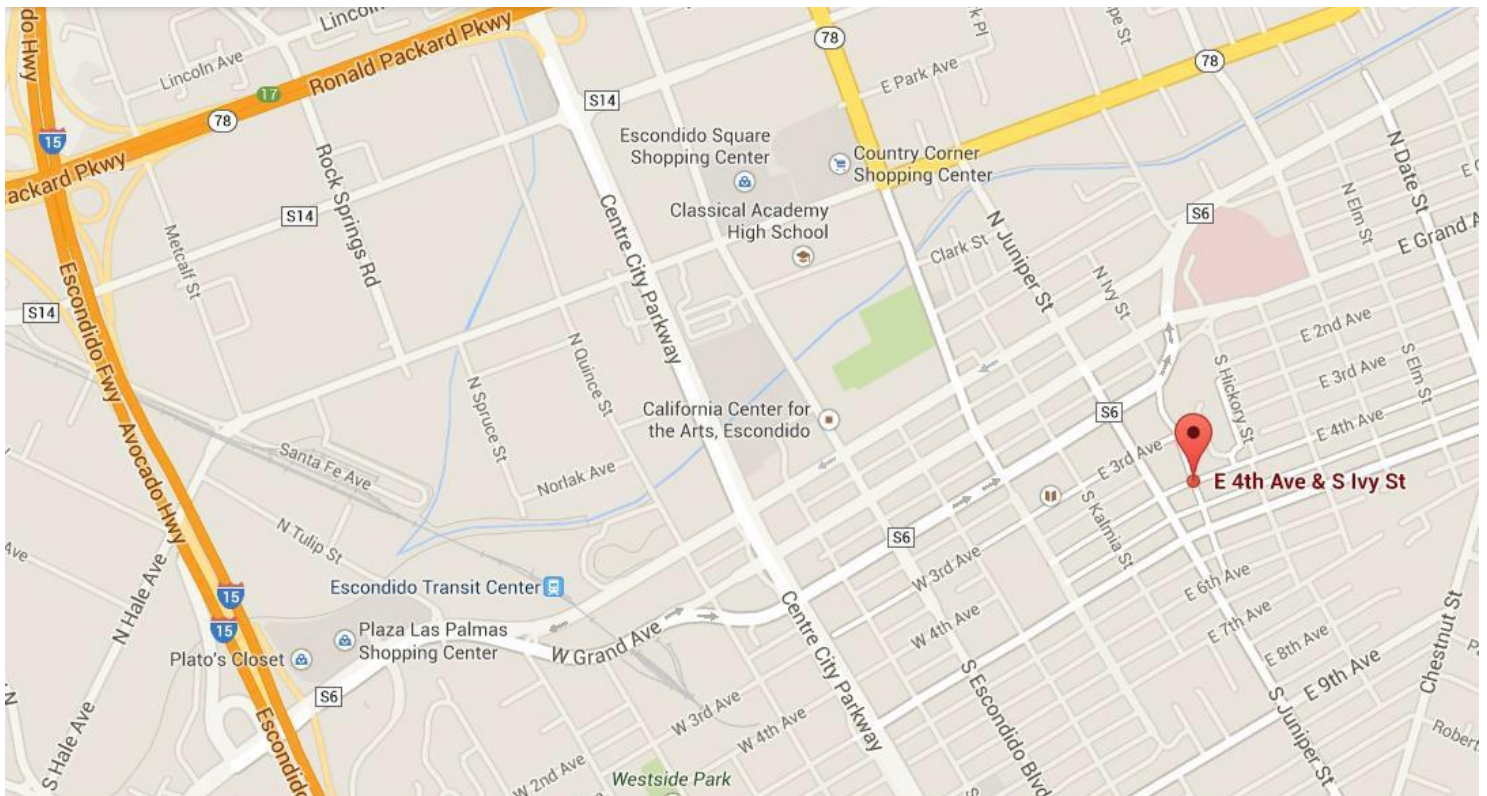 do Hwy
Lincoln
Lincoln Ave
Ronald Packard Pkwy
17
78
15
ackard Pkwy
S14
78
78
E Park Ave
Escondido Square
Shopping Center
Country Corner
Shopping Center
Rock Springs Rd
Centre City Parkway
Classical Academy
High School
S14
Metcalf St
Clark St
N Juniper St
N Ivy St
S6
N Elm St
N Date St
E Grand A
S14
Escondido Fwy
E 2nd Ave
N Quince St
N Spruce St
S Hickory St
S Elm St
E 3rd Ave
California Center for
the Arts, Escondido
S6
E 4th Ave
E 3rd Ave
Avocado Hwy
Santa Fe Ave
Norlak Ave
E 4th Ave & S Ivy St
S Kalmia St
N Tulip St
S6
Ave
N Hale Ave
Escondido Transit Center
W 3rd Ave
E 6th Ave
15
15
Centre City Parkway
W 4th Ave
E 7th Ave
Plaza Las Palmas
Shopping Center
Plato's Closet
W Grand Ave
E 8th Ave
Chestnut St
S6
E 9th Ave
S Escondido Blvd
S Juniper St
N
S Hale Ave
Escondido
W 3rd Ave
W 4th Ave
W 2nd Ave
Robert
Westside Park